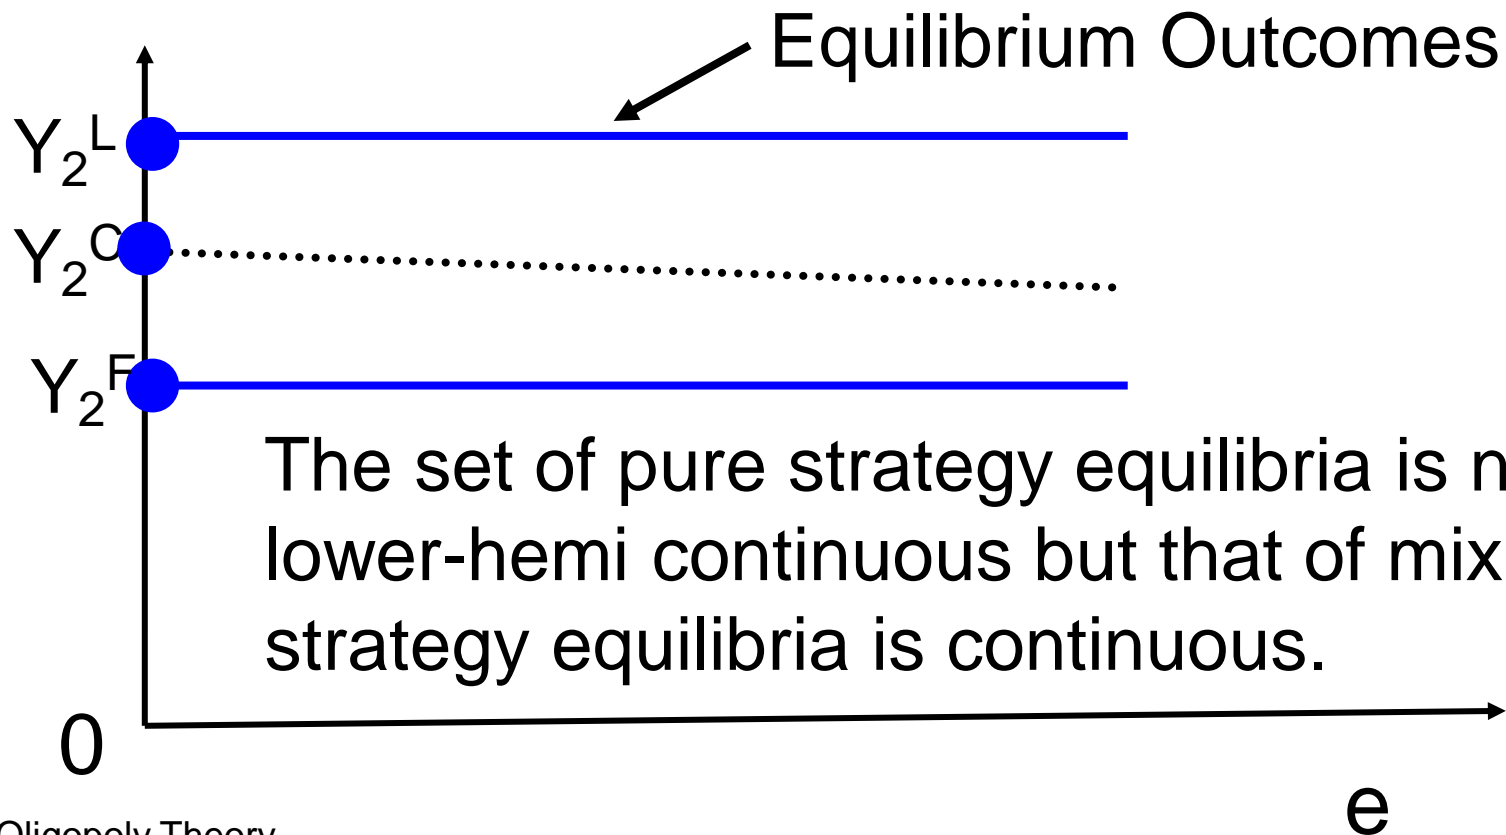 Equilibrium Outcomes
Y₂ᴸ
Y₂ᶜ
Y₂ᶠ
The set of pure strategy equilibria is n
lower-hemi continuous but that of mix
strategy equilibria is continuous.
0
e
Oligopoly Theory